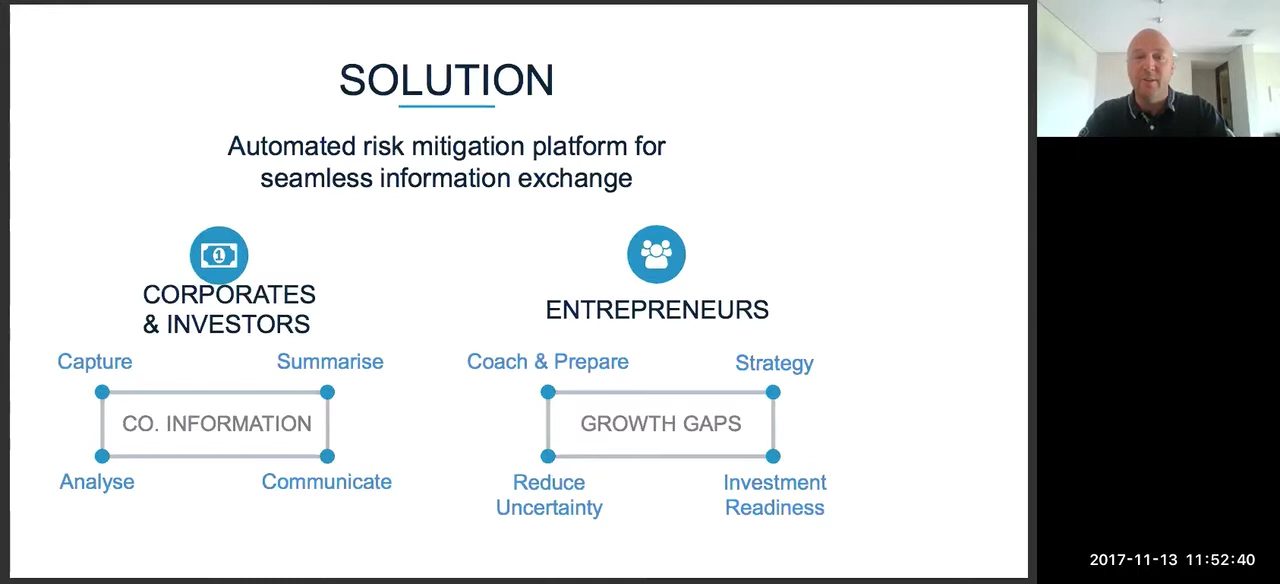 SOLUTION
Automated risk mitigation platform for
seamless information exchange
1
CORPORATES
& INVESTORS
Capture
Summarise
CO. INFORMATION
Analyse
Communicate
ENTREPRENEURS
Coach & Prepare
Strategy
GROWTH GAPS
Reduce
Uncertainty
Investment
Readiness
2017-11-13 11:52:40